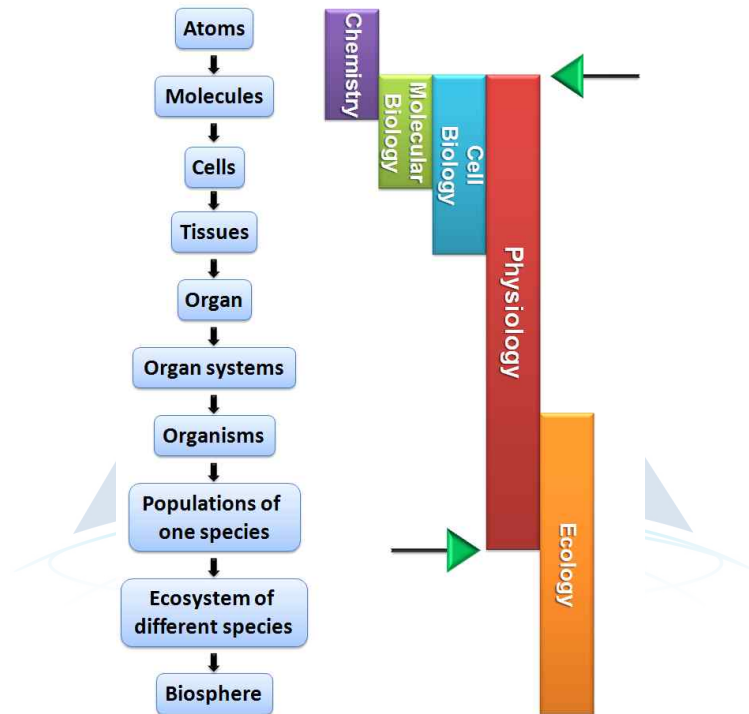 Atoms
Molecules
Cells
Tissues
Organ
Organ systems
Organisms
Populations of
one species
Ecosystem of
different species
Biosphere
Chemistry
Molecular
Biology
Cell
Biology
Physiology
Ecology